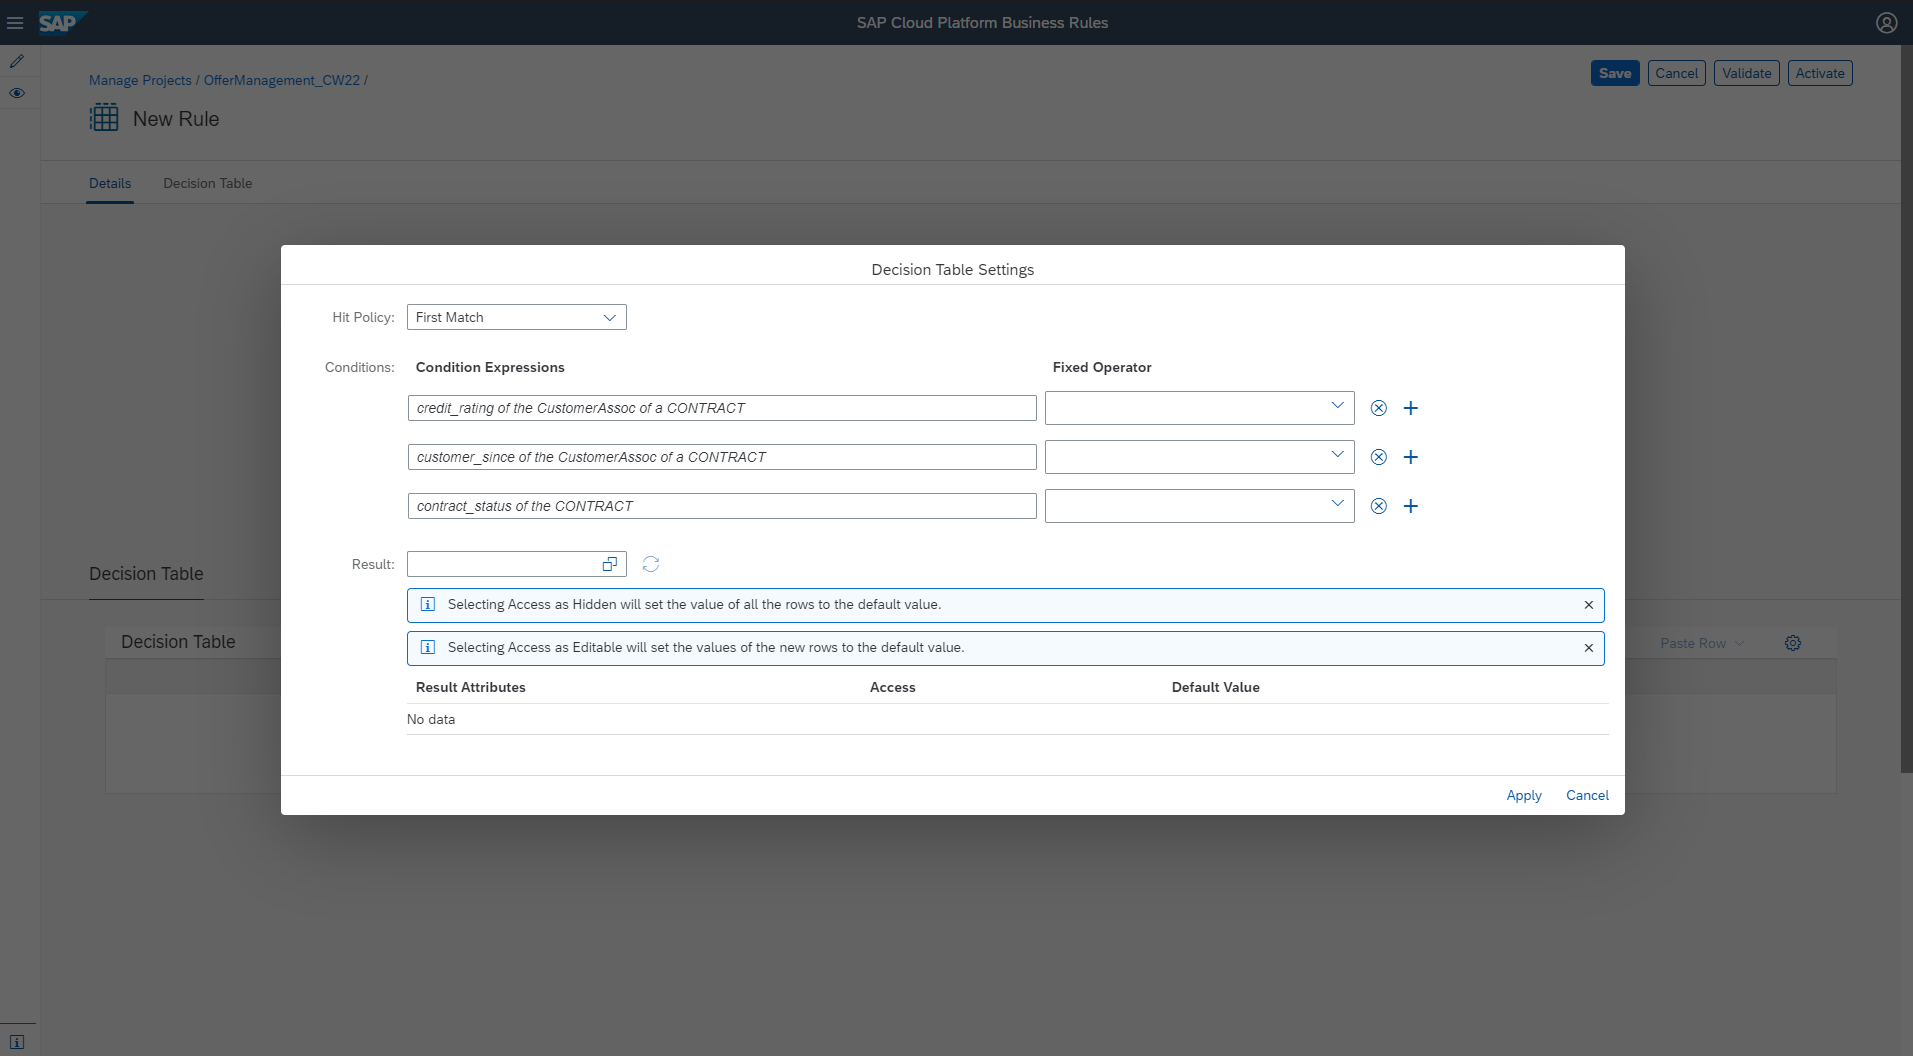 SAP
SAP Cloud Platform Business Rules
Manage Projects / OfferManagement_CW22 /
Save
Cancel
Validate
Activate
New Rule
Details
Decision Table
Decision Table Settings
Hit Policy:
First Match
Conditions:
Condition Expressions
Fixed Operator
credit_rating of the CustomerAssoc of a CONTRACT
customer_since of the CustomerAssoc of a CONTRACT
contract_status of the CONTRACT
Result:
Decision Table
Selecting Access as Hidden will set the value of all the rows to the default value.
Decision Table
Selecting Access as Editable will set the values of the new rows to the default value.
Paste Row
Result Attributes
Access
Default Value
No data
Apply
Cancel